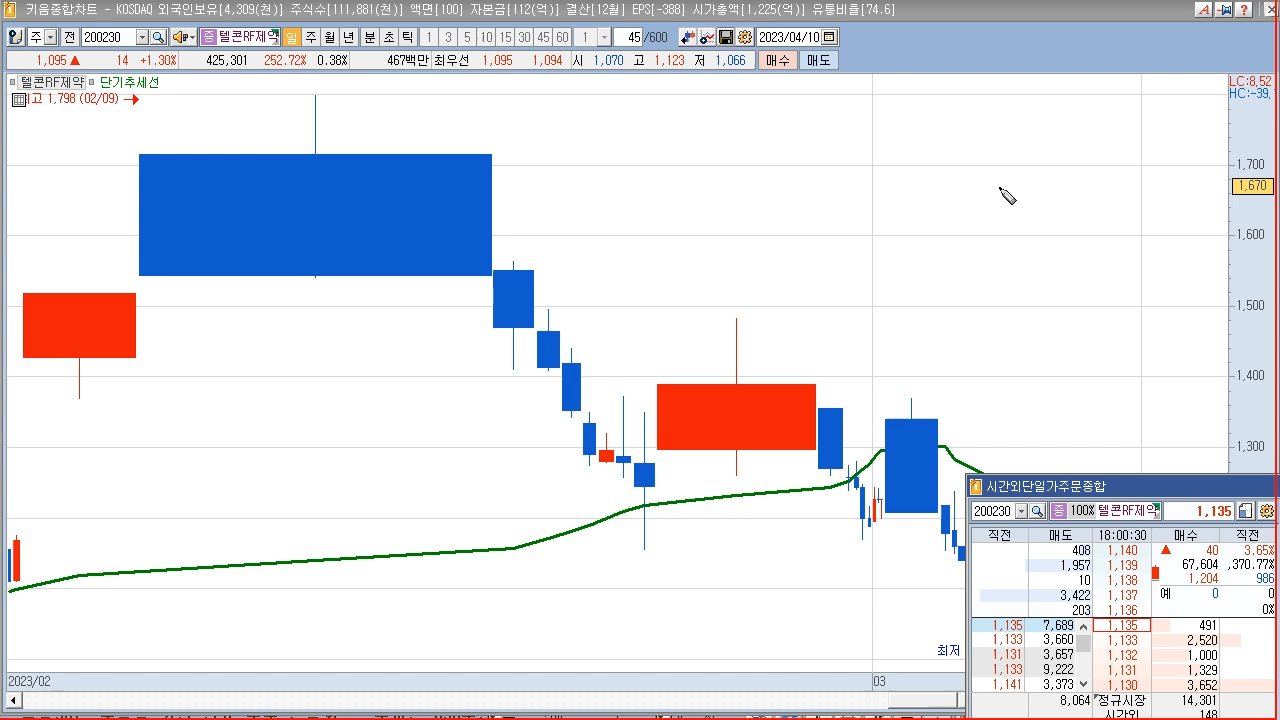 키움종합차트 - KOSDAQ 외국인보유[4,309(천)] 주식수[111,881(천)] 액면[100] 자본금[112(억)] 결산[12월] EPS[-388] 시가총액[1,225(억)] 유통비율[74.6]
주 전 200230 증 텔콘RF제약 일 주 월 년 분 초 틱 1 3 5 10 15 30 45 60 1 45 /600 2023/04/10
1,095 ▲ 14 +1.30% 425,301 252.72% 0.38% 467백만 최우선 1,095 1,094 시 1,070 고 1,123 저 1,066 매수 매도
텔콘RF제약 단기추세선
고 1,798 (02/09) →
LC:8,52
HC:-39,
1,700
1,670
1,600
1,500
1,400
1,300
최저
2023/02 03
시간외단일가주문종합
200230 증 100% 텔콘RF제약 1,135
직전 매도 18:00:30 매수 직전
408 1,140 ▲ 40 3.65%
1,957 1,139 67,604 ,370.77%
10 1,138 1,204 986
3,422 1,137 예 0 0
203 1,136 0%
1,135 7,689 1,135 491
1,133 3,660 1,133 2,520
1,131 3,657 1,132 1,000
1,133 9,222 1,131 1,329
1,141 3,373 1,130 3,652
8,064 정규시장 14,301
시간외 148